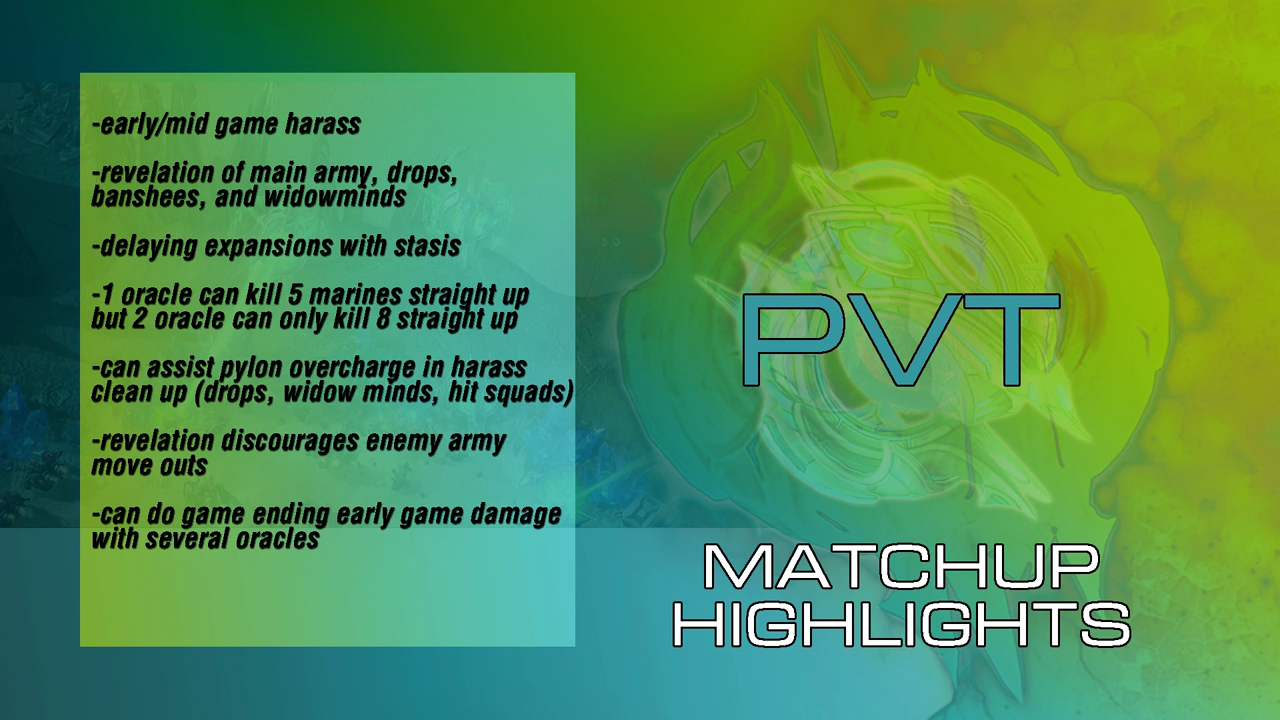 -early/mid game harass
-revelation of main army, drops,
banshees, and widowminds
-delaying expansions with stasis
-1 oracle can kill 5 marines straight up
but 2 oracle can only kill 8 straight up
-can assist pylon overcharge in harass
clean up (drops, widow minds, hit squads)
-revelation discourages enemy army
move outs
-can do game ending early game damage
with several oracles
PVT
MATCHUP
HIGHLIGHTS